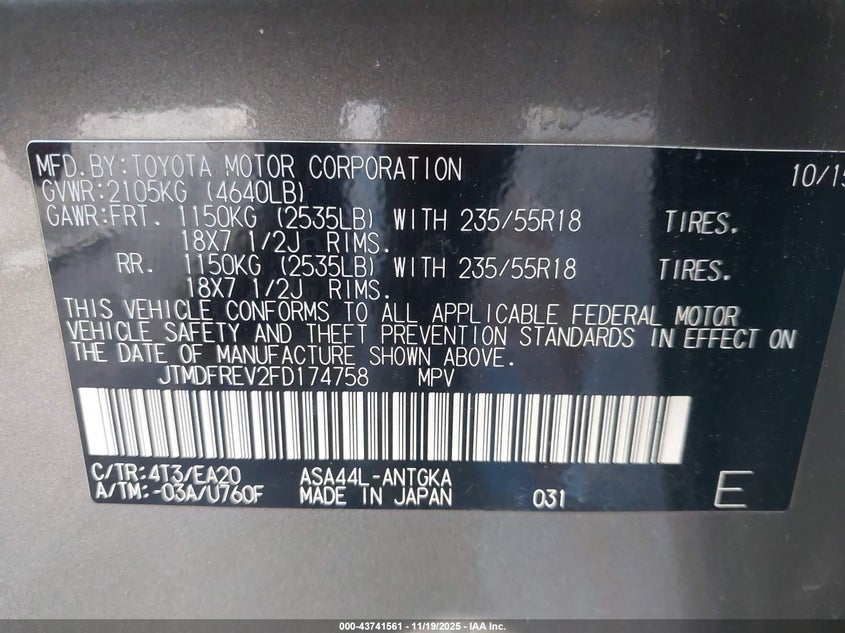 MFD.BY:TOYOTA MOTOR CORPORATION 10/15
GVWR:2105KG (4640LB)
GAWR:FRT. 1150KG (2535LB) WITH 235/55R18 TIRES.
18X7 1/2J RIMS.
RR. 1150KG (2535LB) WITH 235/55R18 TIRES.
18X7 1/2J RIMS.
THIS VEHICLE CONFORMS TO ALL APPLICABLE FEDERAL MOTOR
VEHICLE SAFETY AND THEFT PREVENTION STANDARDS IN EFFECT ON
THE DATE OF MANUFACTURE SHOWN ABOVE.
JTMDFREV2FD174758 MPV
C/TR:4T3/EA20 ASA44L-ANTGKA
A/TM:-03A/U760F MADE IN JAPAN 031 E
000-43741561 | 11/19/2025 | IAA Inc.